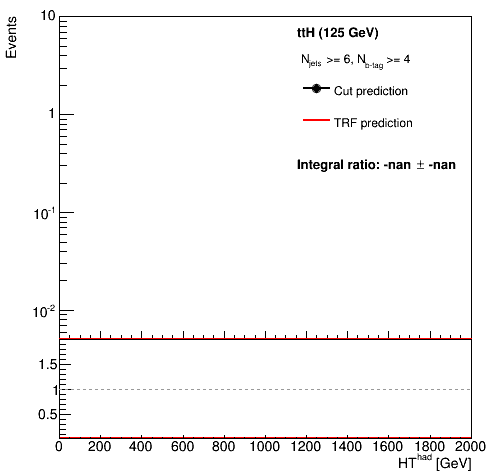 Events
10
1
10⁻¹
10⁻²
1.5
1
0.5
ttH (125 GeV)
N_jets >= 6, N_b-tag >= 4
Cut prediction
TRF prediction
Integral ratio: -nan ± -nan
0 200 400 600 800 1000 1200 1400 1600 1800 2000
HT^had [GeV]